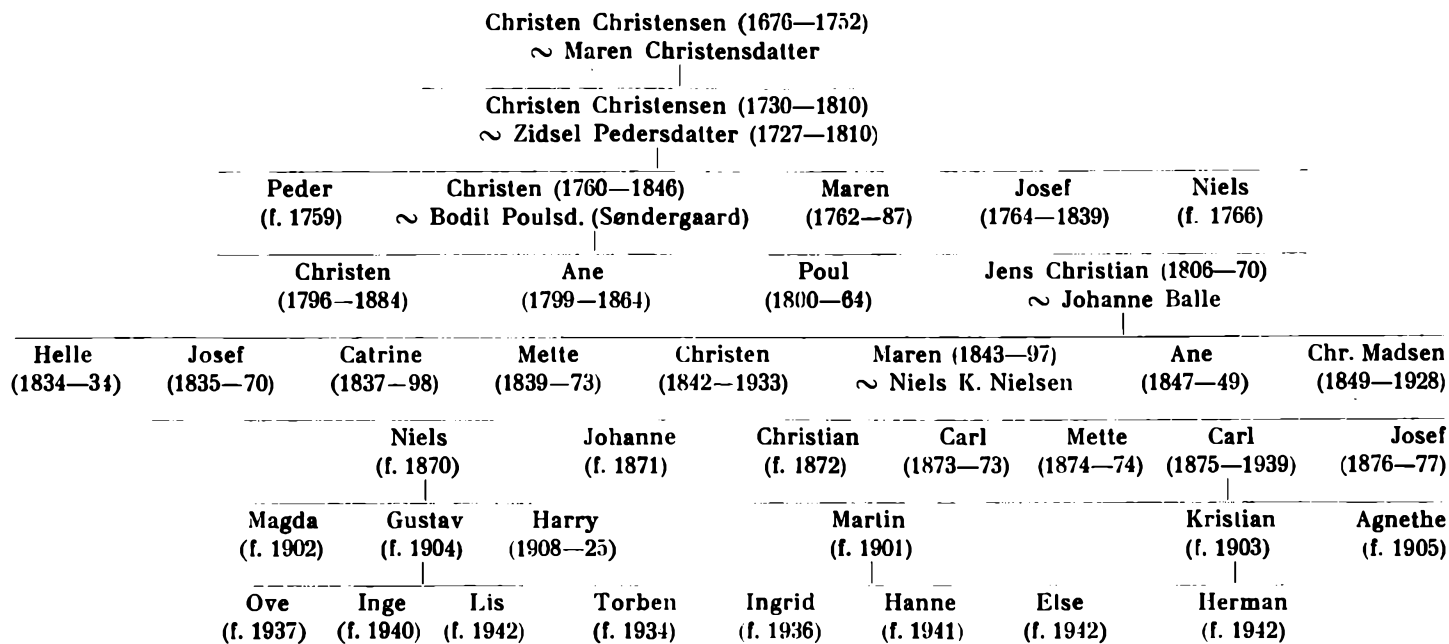 Christen Christensen (1676—1752)
~ Maren Christensdatter
Christen Christensen (1730—1810)
~ Zidsel Pedersdatter (1727—1810)
Peder Christen (1760—1846) Maren Josef Niels
(f. 1759) ~ Bodil Poulsd. (Søndergaard) (1762—87) (1764—1839) (f. 1766)
Christen Ane Poul Jens Christian (1806—70)
(1796—1884) (1799—1864) (1800—64) ~ Johanne Balle
Helle Josef Catrine Mette Christen Maren (1843—97) Ane Chr. Madsen
(1834—34) (1835—70) (1837—98) (1839—73) (1842—1933) ~ Niels K. Nielsen (1847—49) (1849—1928)
Niels Johanne Christian Carl Mette Carl Josef
(f. 1870) (f. 1871) (f. 1872) (1873—73) (1874—74) (1875—1939) (1876—77)
Magda Gustav Harry Martin Kristian Agnethe
(f. 1902) (f. 1904) (1908—25) (f. 1901) (f. 1903) (f. 1905)
Ove Inge Lis Torben Ingrid Hanne Else Herman
(f. 1937) (f. 1940) (f. 1942) (f. 1934) (f. 1936) (f. 1941) (f. 1942) (f. 1942)